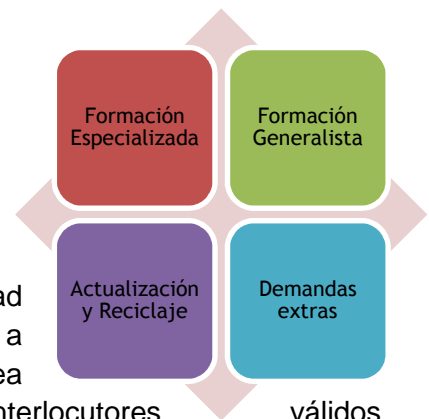 Formación
Especializada
Formación
Generalista
Actualización
y Reciclaje
Demandas
extras
a
válidos